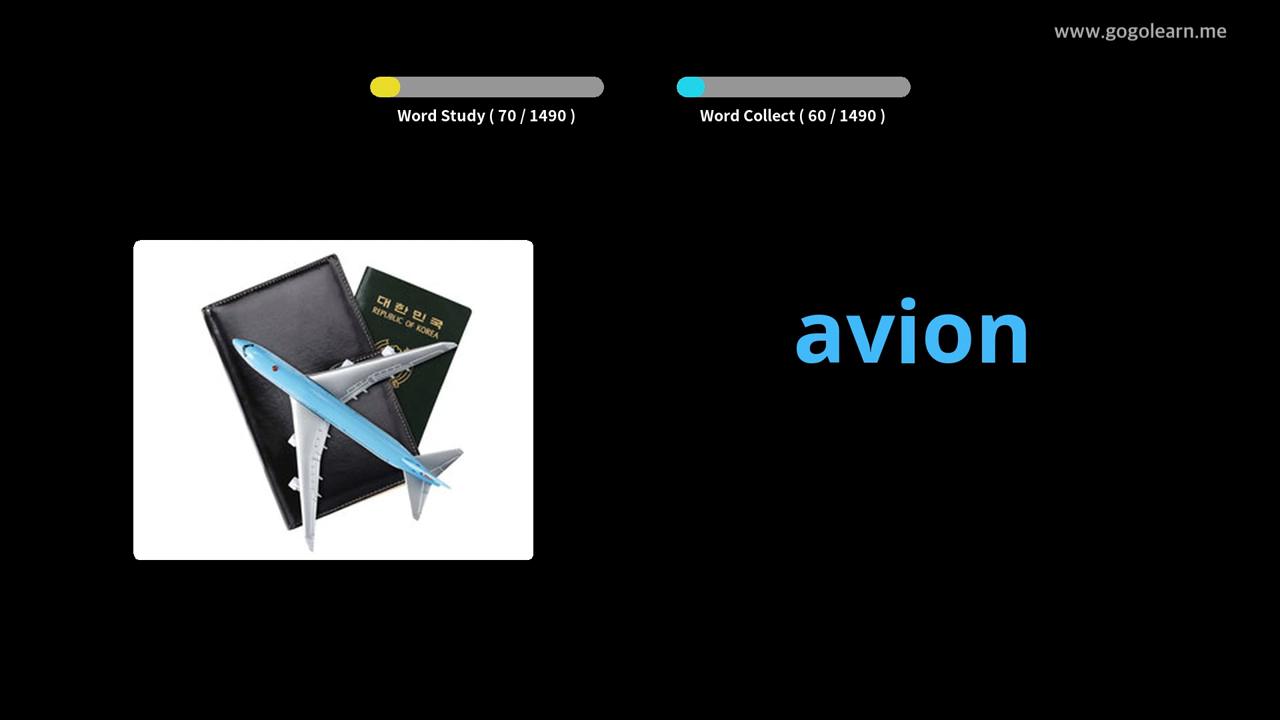 www.gogolearn.me
Word Study ( 70 / 1490 )
Word Collect ( 60 / 1490 )
대한민국
REPUBLIC OF KOREA
avion